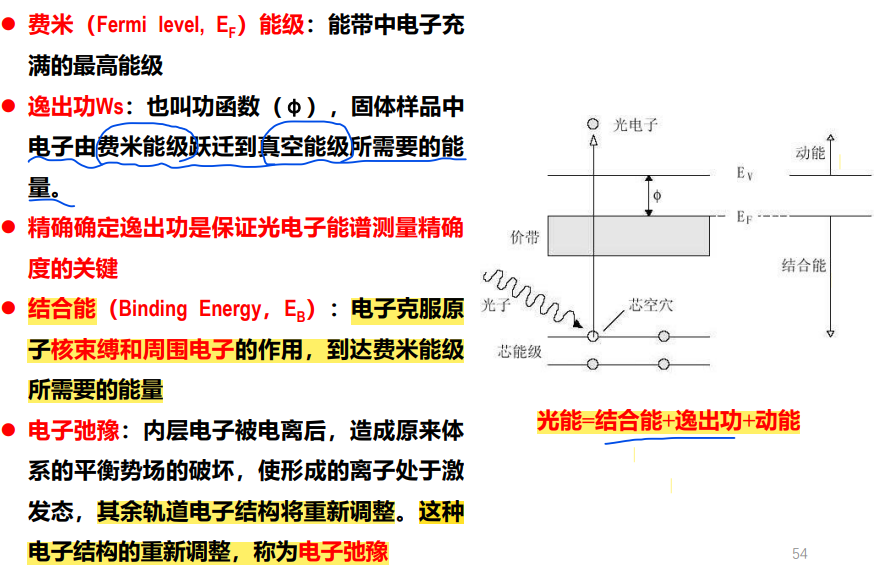 ● 费米（Fermi level, EF）能级：能带中电子充
满的最高能级
● 逸出功Ws：也叫功函数（φ），固体样品中
电子由费米能级跃迁到真空能级所需要的能
量。
● 精确确定逸出功是保证光电子能谱测量精确
度的关键
● 结合能（Binding Energy，EB）：电子克服原
子核束缚和周围电子的作用，到达费米能级
所需要的能量
● 电子弛豫：内层电子被电离后，造成原来体
系的平衡势场的破坏，使形成的离子处于激
发态，其余轨道电子结构将重新调整。这种
电子结构的重新调整，称为电子弛豫
光电子
动能
EV
φ
EF
价带
结合能
光子
芯空穴
芯能级
光能=结合能+逸出功+动能
54